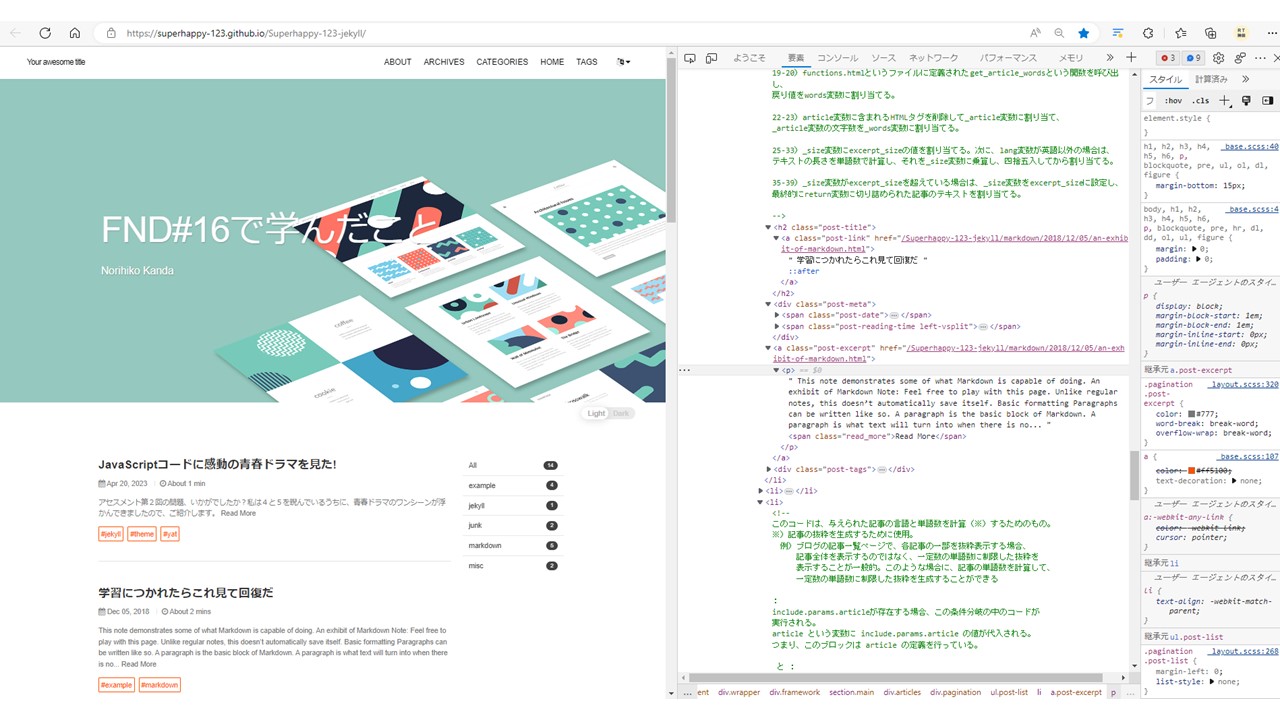 https://superhappy-123.github.io/Superhappy-123-jekyll/
Your awesome title
ABOUT ARCHIVES CATEGORIES HOME TAGS
FND#16で学んだこと
Norihiko Kanda
Light Dark
JavaScriptコードに感動の青春ドラマを見た!
Apr 20, 2023 About 1 min
アセスメント第２回の問題、いかがでしたか？私は４と５を睨んでいるうちに、青春ドラマのワンシーンが浮
かんできましたので、ご紹介します。 Read More
#jekyll #theme #yat
学習につかれたらこれ見て回復だ
Dec 05, 2018 About 2 mins
This note demonstrates some of what Markdown is capable of doing. An exhibit of Markdown Note: Feel free to
play with this page. Unlike regular notes, this doesn't automatically save itself. Basic formatting Paragraphs can
be written like so. A paragraph is the basic block of Markdown. A paragraph is what text will turn into when there
is no... Read More
#example #markdown
All 14
example 4
jekyll 1
junk 2
markdown 5
misc 2
ようこそ 要素 コンソール ソース ネットワーク パフォーマンス メモリ
3 9
19-20) functions.htmlというファイルに定義されたget_article_wordsという関数を呼び出
し、
戻り値をwords変数に割り当てる。
22-23) article変数に含まれるHTMLタグを削除して_article変数に割り当て、
_article変数の文字数を_words変数に割り当てる。
25-33) _size変数にexcerpt_sizeの値を割り当てる。次に、lang変数が英語以外の場合は、
テキストの長さを単語数で計算し、それを_size変数に乗算し、四捨五入してから割り当てる。
35-39) _size変数がexcerpt_sizeを超えている場合は、_size変数をexcerpt_sizeに設定し、
最終的にreturn変数に切り詰められた記事のテキストを割り当てる。
-->
<h2 class="post-title">
<a class="post-link" href="/Superhappy-123-jekyll/markdown/2018/12/05/an-exhib
it-of-markdown.html">
" 学習につかれたらこれ見て回復だ "
::after
</a>
</h2>
<div class="post-meta">
<span class="post-date">…</span>
<span class="post-reading-time left-vsplit">…</span>
</div>
<a class="post-excerpt" href="/Superhappy-123-jekyll/markdown/2018/12/05/an-exh
ibit-of-markdown.html">
<p> == $0
" This note demonstrates some of what Markdown is capable of doing. An
exhibit of Markdown Note: Feel free to play with this page. Unlike regular
notes, this doesn't automatically save itself. Basic formatting Paragraphs
can be written like so. A paragraph is the basic block of Markdown. A
paragraph is what text will turn into when there is no... "
<span class="read_more">Read More</span>
</p>
</a>
<div class="post-tags">…</div>
</li>
<li>…</li>
<li>
<!--
このコードは、与えられた記事の言語と単語数を計算（※）するためのもの。
※）記事の抜粋を生成するために使用。
例）ブログの記事一覧ページで、各記事の一部を抜粋表示する場合、
記事全体を表示するのではなく、一定数の単語数に制限した抜粋を
表示することが一般的。このような場合に、記事の単語数を計算して、
一定数の単語数に制限した抜粋を生成することができる
:
include.params.articleが存在する場合、この条件分岐の中のコードが
実行される。
article という変数に include.params.article の値が代入される。
つまり、このブロックは article の定義を行っている。
と :
... ent div.wrapper div.framework section.main div.articles div.pagination ul.post-list li a.post-excerpt p ...
スタイル 計算済み
フ :hov .cls
element.style {
}
h1, h2, h3, h4, _base.scss:40
h5, h6, p,
blockquote, pre, ul, ol, dl,
figure {
margin-bottom: 15px;
}
body, h1, h2, _base.scss:4
h3, h4, h5, h6,
p, blockquote, pre, hr, dl,
dd, ol, ul, figure {
margin: 0;
padding: 0;
}
ユーザー エージェントのスタイ…
p {
display: block;
margin-block-start: 1em;
margin-block-end: 1em;
margin-inline-start: 0px;
margin-inline-end: 0px;
}
継承元 a.post-excerpt
.pagination _layout.scss:320
.post-
excerpt {
color: #777;
word-break: break-word;
overflow-wrap: break-word;
}
a { _base.scss:107
color: #ff5100;
text-decoration: none;
}
ユーザー エージェントのスタイ…
a:-webkit-any-link {
color: -webkit-link;
cursor: pointer;
}
継承元 li
ユーザー エージェントのスタイ…
li {
text-align: -webkit-match-
parent;
}
継承元 ul.post-list
.pagination _layout.scss:268
.post-list {
margin-left: 0;
list-style: none;
}